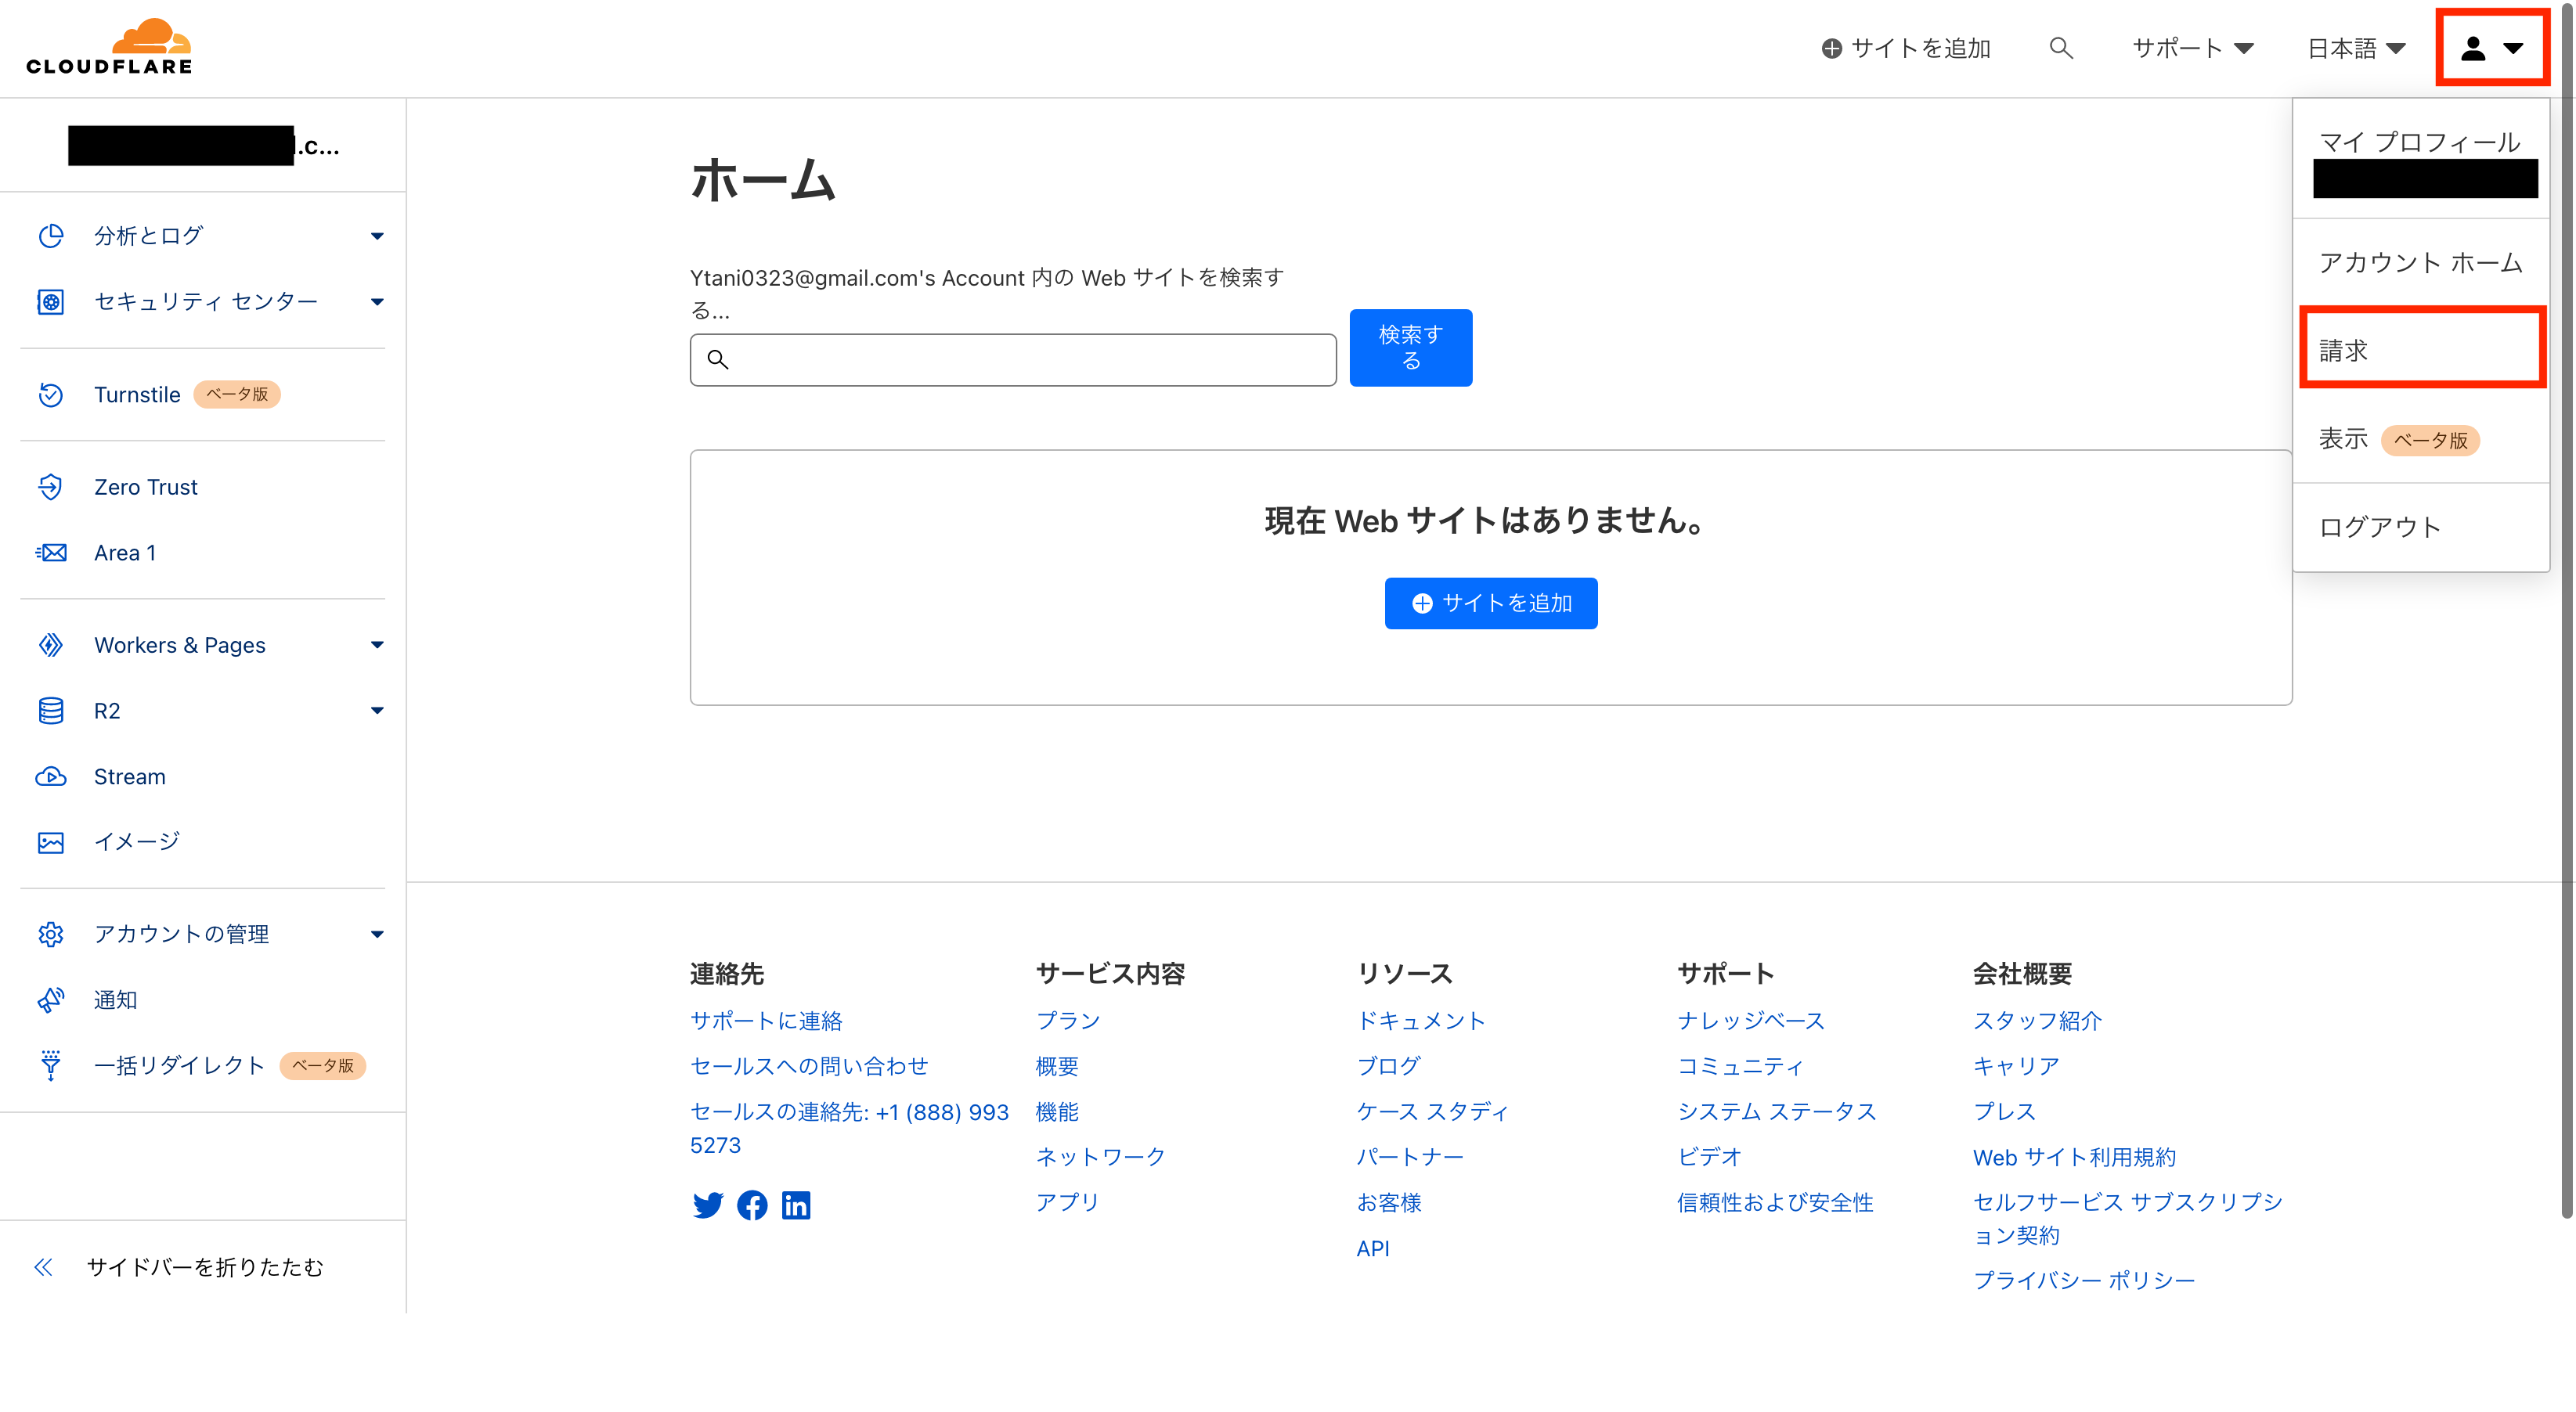 CLOUDFLARE
サイトを追加
サポート
日本語
.c...
分析とログ
セキュリティ センター
Turnstile ベータ版
Zero Trust
Area 1
Workers & Pages
R2
Stream
イメージ
アカウントの管理
通知
一括リダイレクト ベータ版
サイドバーを折りたたむ
ホーム
Ytani0323@gmail.com's Account 内の Web サイトを検索す
る...
検索す
る
現在 Web サイトはありません。
サイトを追加
マイ プロフィール
アカウント ホーム
請求
表示 ベータ版
ログアウト
連絡先
サポートに連絡
セールスへの問い合わせ
セールスの連絡先: +1 (888) 993
5273
サービス内容
プラン
概要
機能
ネットワーク
アプリ
リソース
ドキュメント
ブログ
ケース スタディ
パートナー
お客様
API
サポート
ナレッジベース
コミュニティ
システム ステータス
ビデオ
信頼性および安全性
会社概要
スタッフ紹介
キャリア
プレス
Web サイト利用規約
セルフサービス サブスクリプシ
ョン契約
プライバシー ポリシー